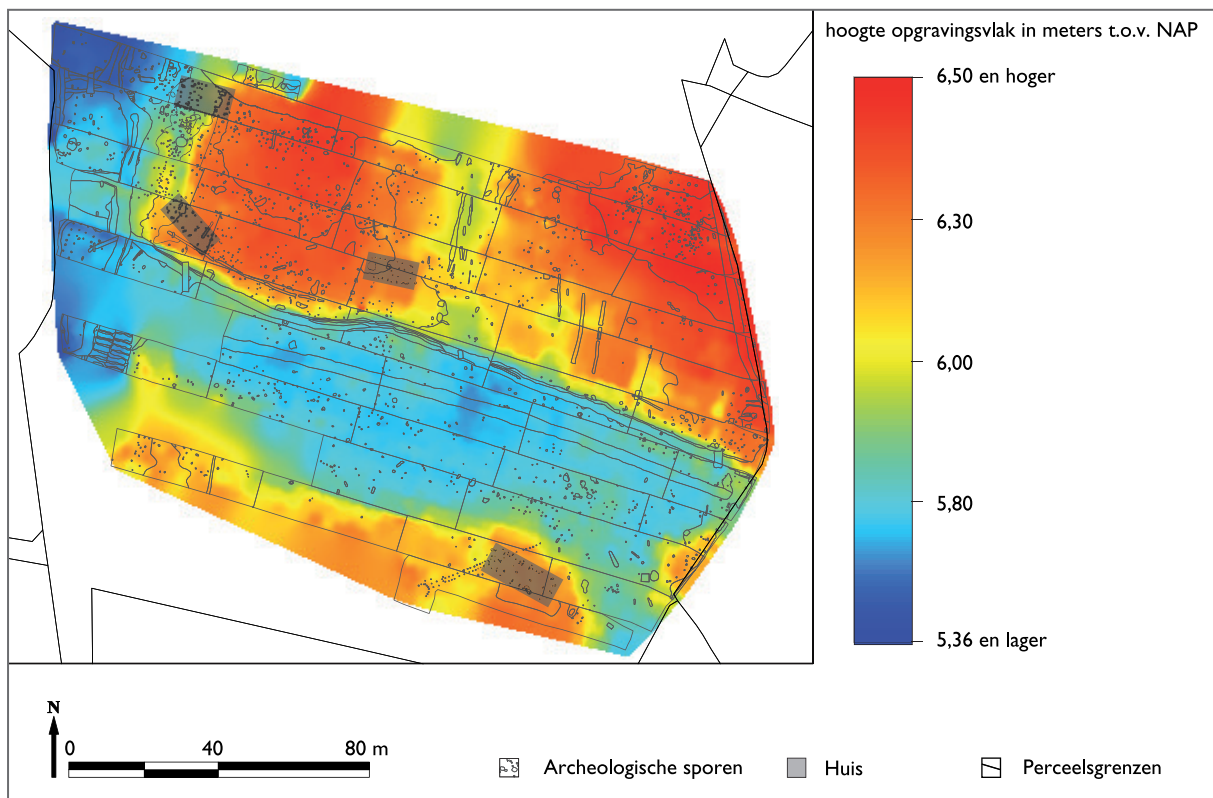 hoogte opgravingsvlak in meters t.o.v. NAP
6,50 en hoger
6,30
6,00
5,80
5,36 en lager
N
0 40 80 m
Archeologische sporen
Huis
Perceelsgrenzen